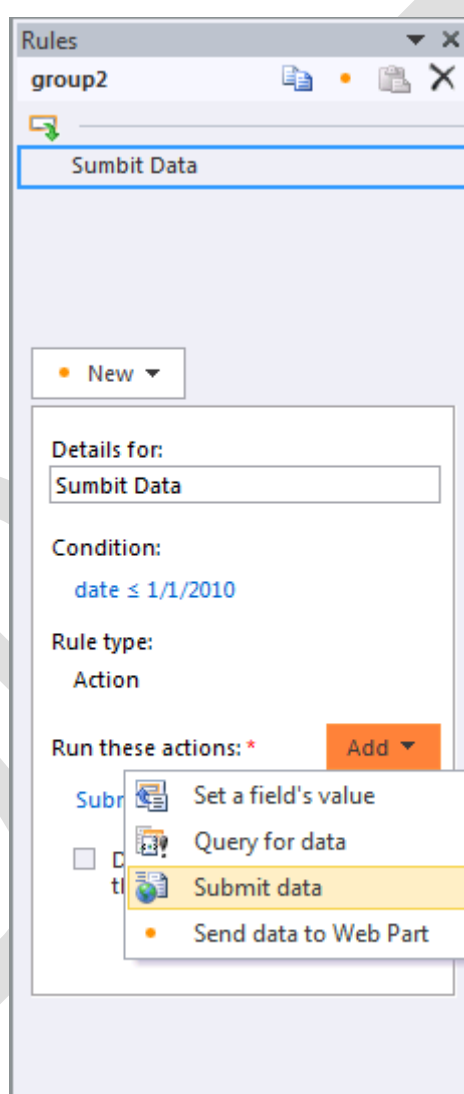 Rules
group2
Sumbit Data
New
Details for:
Sumbit Data
Condition:
date ≤ 1/1/2010
Rule type:
Action
Run these actions: * Add
Subr
Set a field's value
Query for data
Submit data
Send data to Web Part